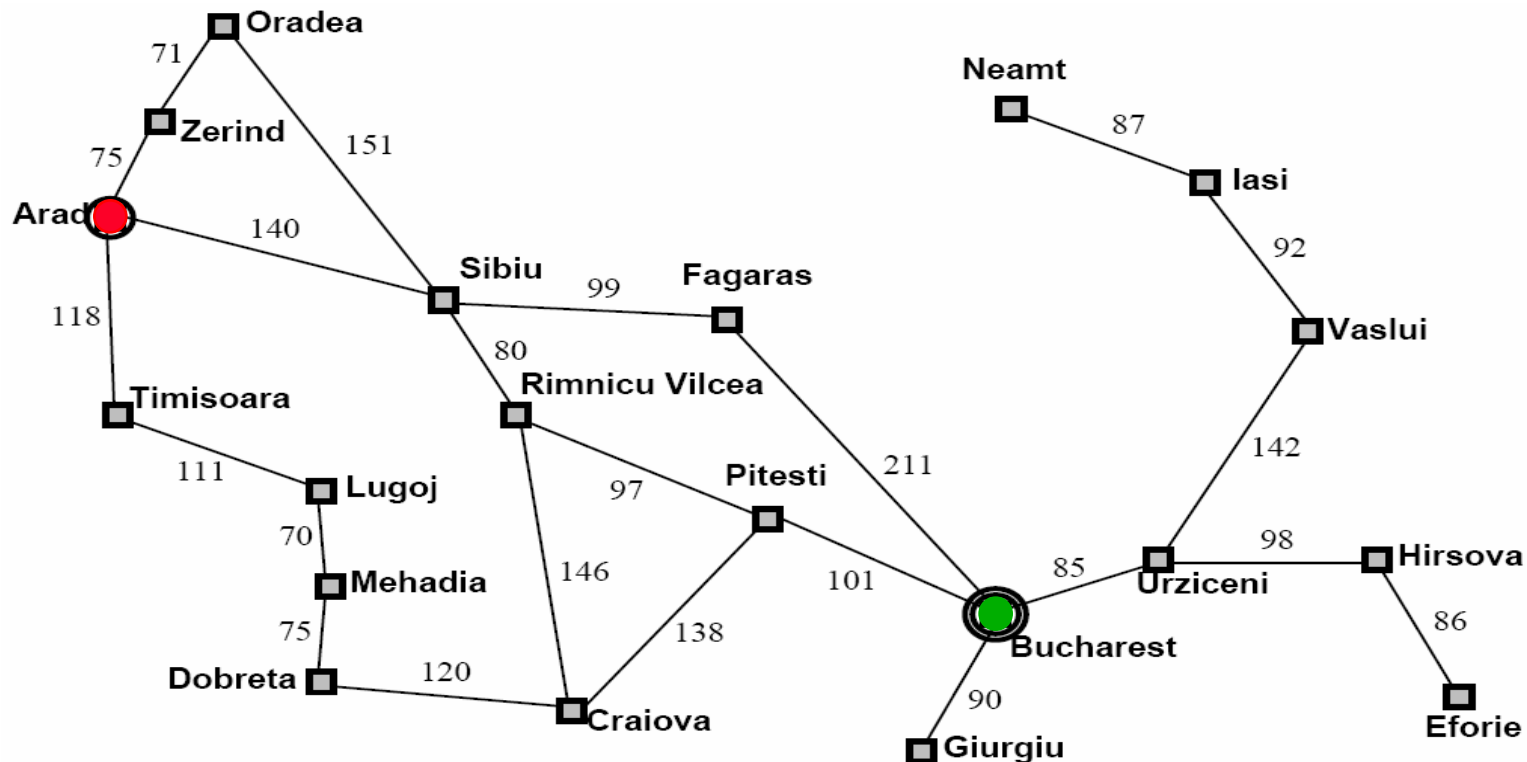 Oradea
71
Neamt
87
Zerind
151
75
Iasi
Arad
140
92
Sibiu
Fagaras
99
118
Vaslui
80
Rimnicu Vilcea
Timisoara
142
211
Pitesti
111
Lugoj
97
70
98
Hirsova
146
101
85
Urziceni
Mehadia
75
138
86
Bucharest
Dobreta
120
90
Craiova
Giurgiu
Eforie